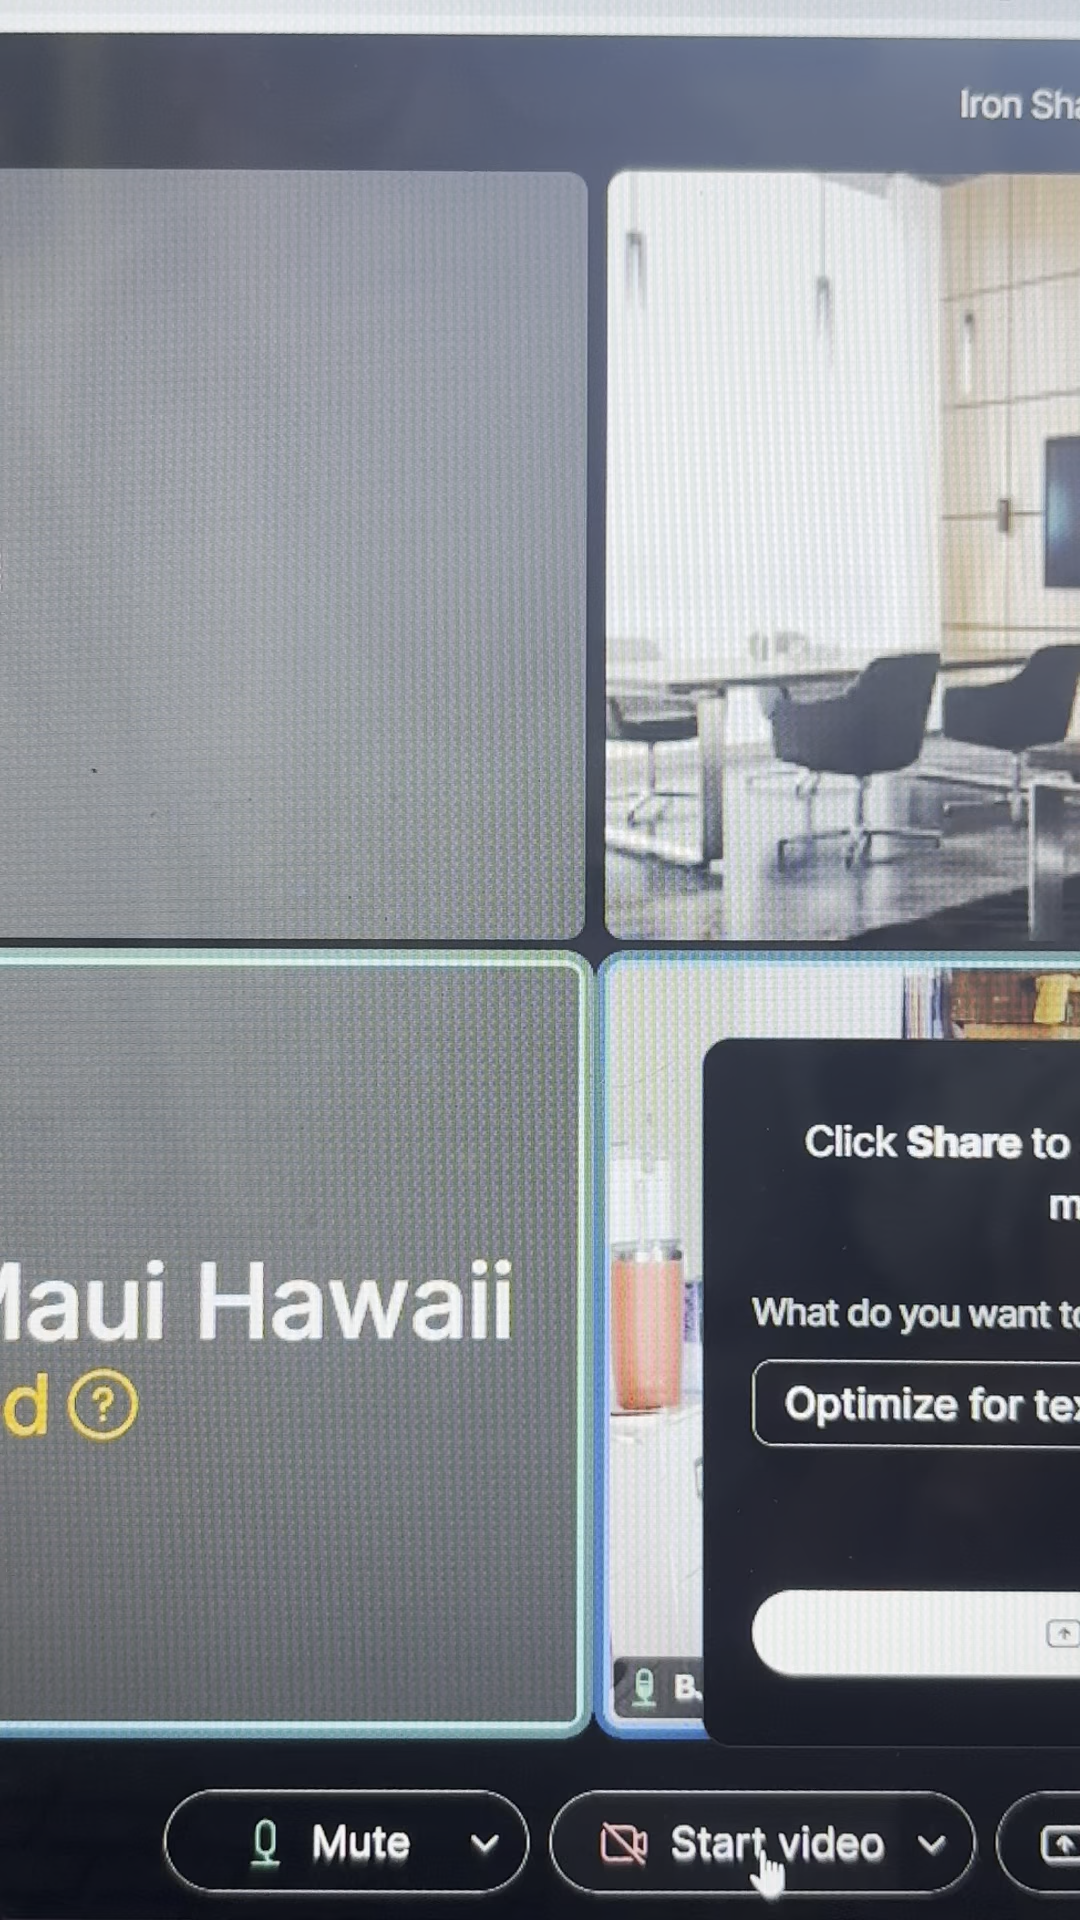 Iron Sha
Maui Hawaii
d ?
Click Share to
m
What do you want to
Optimize for tex
B.
Mute
Start video